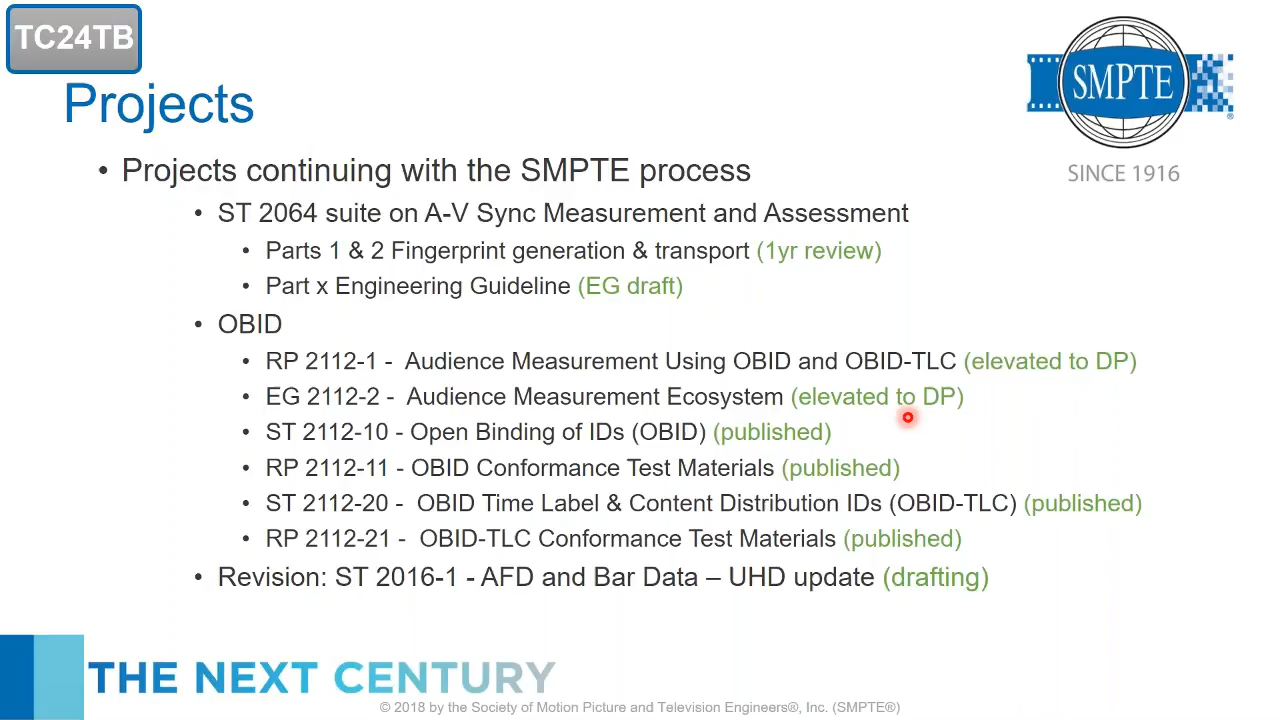 TC24TB
Projects
SMPTE
®
SINCE 1916
• Projects continuing with the SMPTE process
• ST 2064 suite on A-V Sync Measurement and Assessment
• Parts 1 & 2 Fingerprint generation & transport (1yr review)
• Part x Engineering Guideline (EG draft)
• OBID
• RP 2112-1 - Audience Measurement Using OBID and OBID-TLC (elevated to DP)
• EG 2112-2 - Audience Measurement Ecosystem (elevated to DP)
• ST 2112-10 - Open Binding of IDs (OBID) (published)
• RP 2112-11 - OBID Conformance Test Materials (published)
• ST 2112-20 - OBID Time Label & Content Distribution IDs (OBID-TLC) (published)
• RP 2112-21 - OBID-TLC Conformance Test Materials (published)
• Revision: ST 2016-1 - AFD and Bar Data – UHD update (drafting)
THE NEXT CENTURY
© 2018 by the Society of Motion Picture and Television Engineers®, Inc. (SMPTE®)